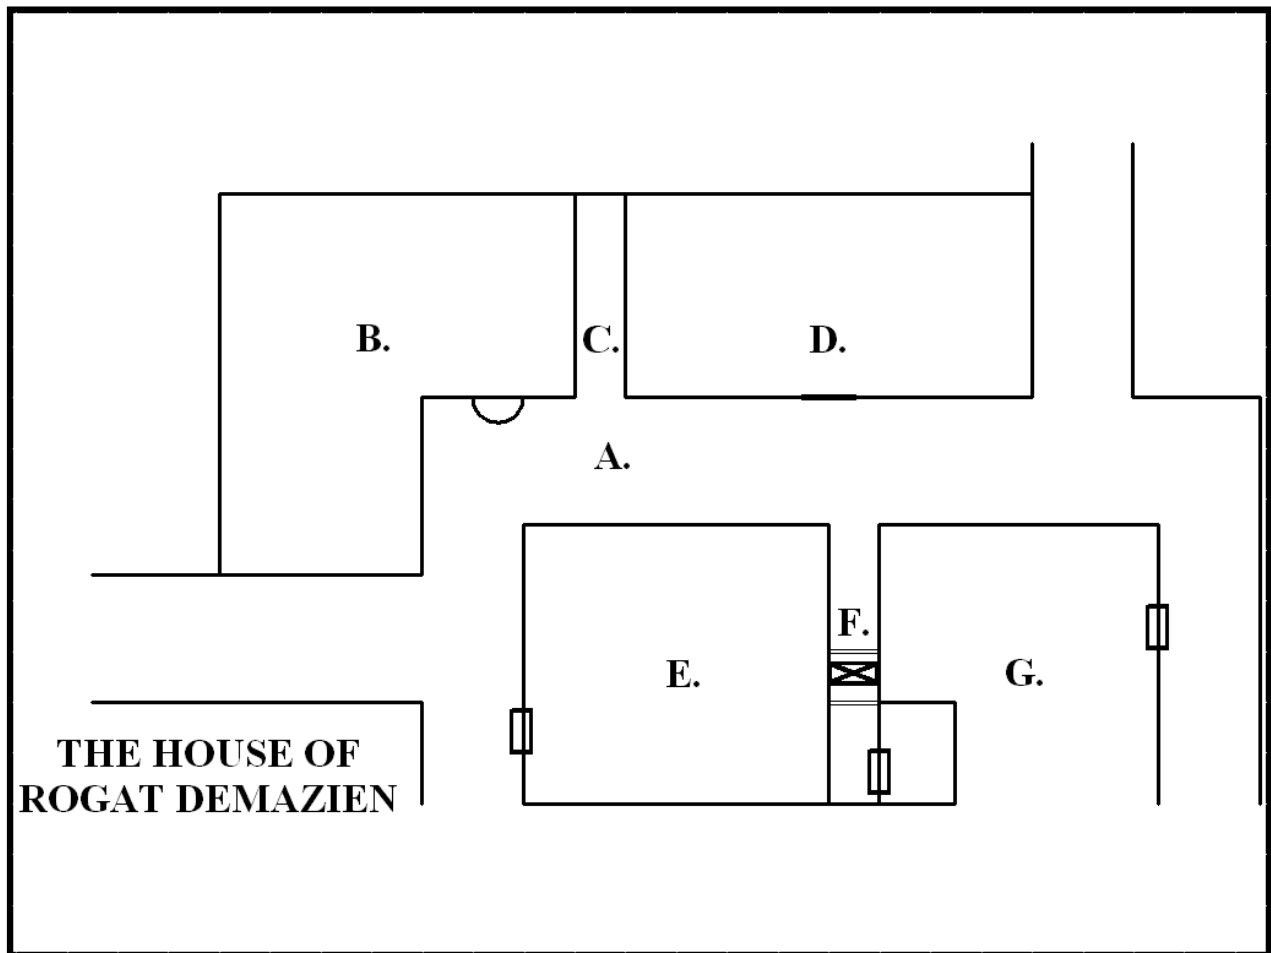 B.
C.
D.
A.
F.
E.
G.
THE HOUSE OF
ROGAT DEMAZIEN